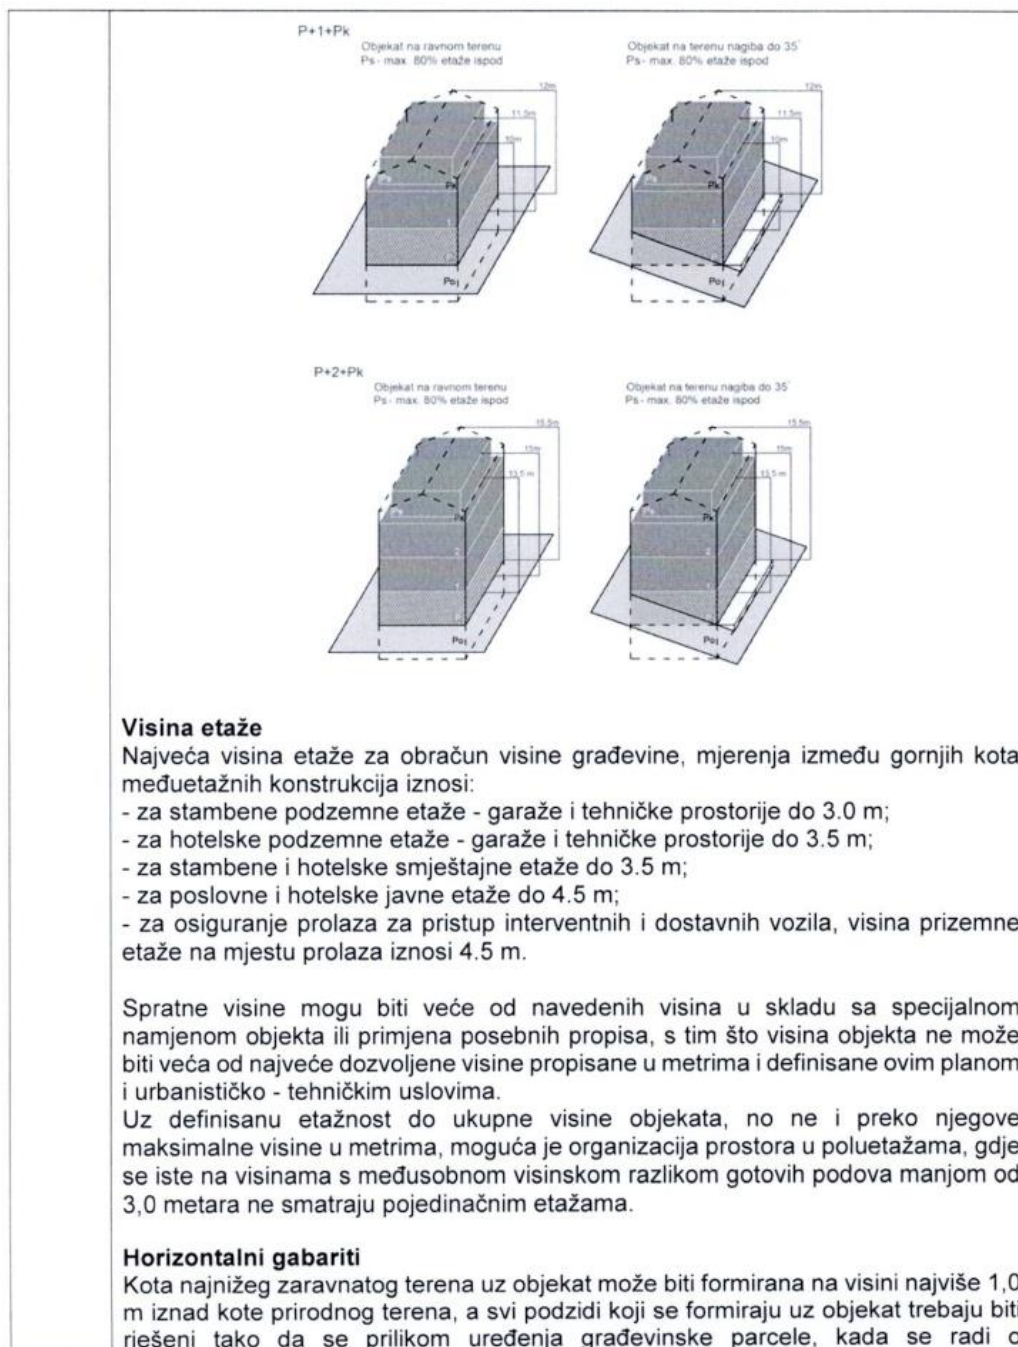 P+1+Pk
Objekat na ravnom terenu
Ps - max. 80% etaže ispod
12m
11.5m
10m
Ps
Pk
1
Po
Objekat na terenu nagiba do 35°
Ps - max. 80% etaže ispod
12m
11.5m
10m
Ps
Pk
1
Po
P+2+Pk
Objekat na ravnom terenu
Ps - max. 80% etaže ispod
15.5m
15m
13,5 m
Ps
Pk
2
1
Po
Objekat na terenu nagiba do 35°
Ps - max. 80% etaže ispod
15.5m
15m
13,5 m
Ps
Pk
2
1
Po
Visina etaže
Najveća visina etaže za obračun visine građevine, mjerenja između gornjih kota
međuetažnih konstrukcija iznosi:
- za stambene podzemne etaže - garaže i tehničke prostorije do 3.0 m;
- za hotelske podzemne etaže - garaže i tehničke prostorije do 3.5 m;
- za stambene i hotelske smještajne etaže do 3.5 m;
- za poslovne i hotelske javne etaže do 4.5 m;
- za osiguranje prolaza za pristup interventnih i dostavnih vozila, visina prizemne
etaže na mjestu prolaza iznosi 4.5 m.
Spratne visine mogu biti veće od navedenih visina u skladu sa specijalnom
namjenom objekta ili primjena posebnih propisa, s tim što visina objekta ne može
biti veća od najveće dozvoljene visine propisane u metrima i definisane ovim planom
i urbanističko - tehničkim uslovima.
Uz definisanu etažnost do ukupne visine objekata, no ne i preko njegove
maksimalne visine u metrima, moguća je organizacija prostora u poluetažama, gdje
se iste na visinama s međusobnom visinskom razlikom gotovih podova manjom od
3,0 metara ne smatraju pojedinačnim etažama.
Horizontalni gabariti
Kota najnižeg zaravnatog terena uz objekat može biti formirana na visini najviše 1,0
m iznad kote prirodnog terena, a svi podzidi koji se formiraju uz objekat trebaju biti
riješeni tako da se prilikom uređenja građevinske parcele, kada se radi o